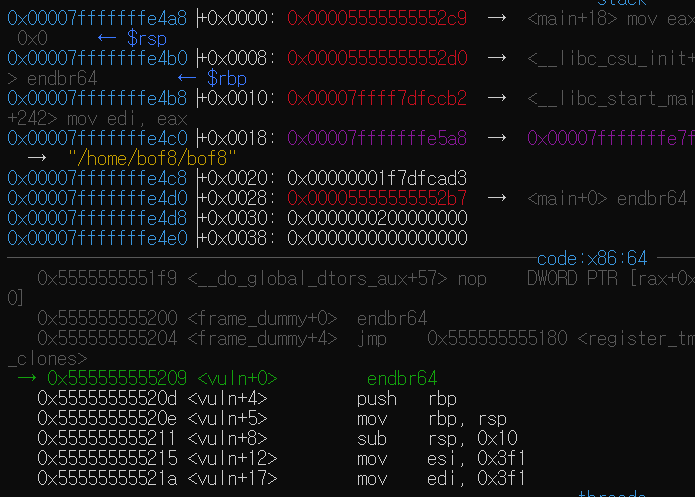 stack
0x00007fffffffe4a8│+0x0000: 0x00005555555552c9  →  <main+18> mov eax
 0x0     ← $rsp
0x00007fffffffe4b0│+0x0008: 0x00005555555552d0  →  <__libc_csu_init+
> endbr64          ← $rbp
0x00007fffffffe4b8│+0x0010: 0x00007ffff7dfccb2  →  <__libc_start_mai
+242> mov edi, eax
0x00007fffffffe4c0│+0x0018: 0x00007fffffffe5a8  →  0x00007fffffffe7f
  →  "/home/bof8/bof8"
0x00007fffffffe4c8│+0x0020: 0x00000001f7dfcad3
0x00007fffffffe4d0│+0x0028: 0x00005555555552b7  →  <main+0> endbr64
0x00007fffffffe4d8│+0x0030: 0x0000000200000000
0x00007fffffffe4e0│+0x0038: 0x0000000000000000
code:x86:64
0x5555555551f9 <__do_global_dtors_aux+57> nop    DWORD PTR [rax+0x
0]
0x555555555200 <frame_dummy+0>  endbr64
0x555555555204 <frame_dummy+4>  jmp    0x555555555180 <register_tm
_clones>
→ 0x555555555209 <vuln+0>         endbr64
0x55555555520d <vuln+4>         push   rbp
0x55555555520e <vuln+5>         mov    rbp, rsp
0x555555555211 <vuln+8>         sub    rsp, 0x10
0x555555555215 <vuln+12>        mov    esi, 0x3f1
0x55555555521a <vuln+17>        mov    edi, 0x3f1
threads